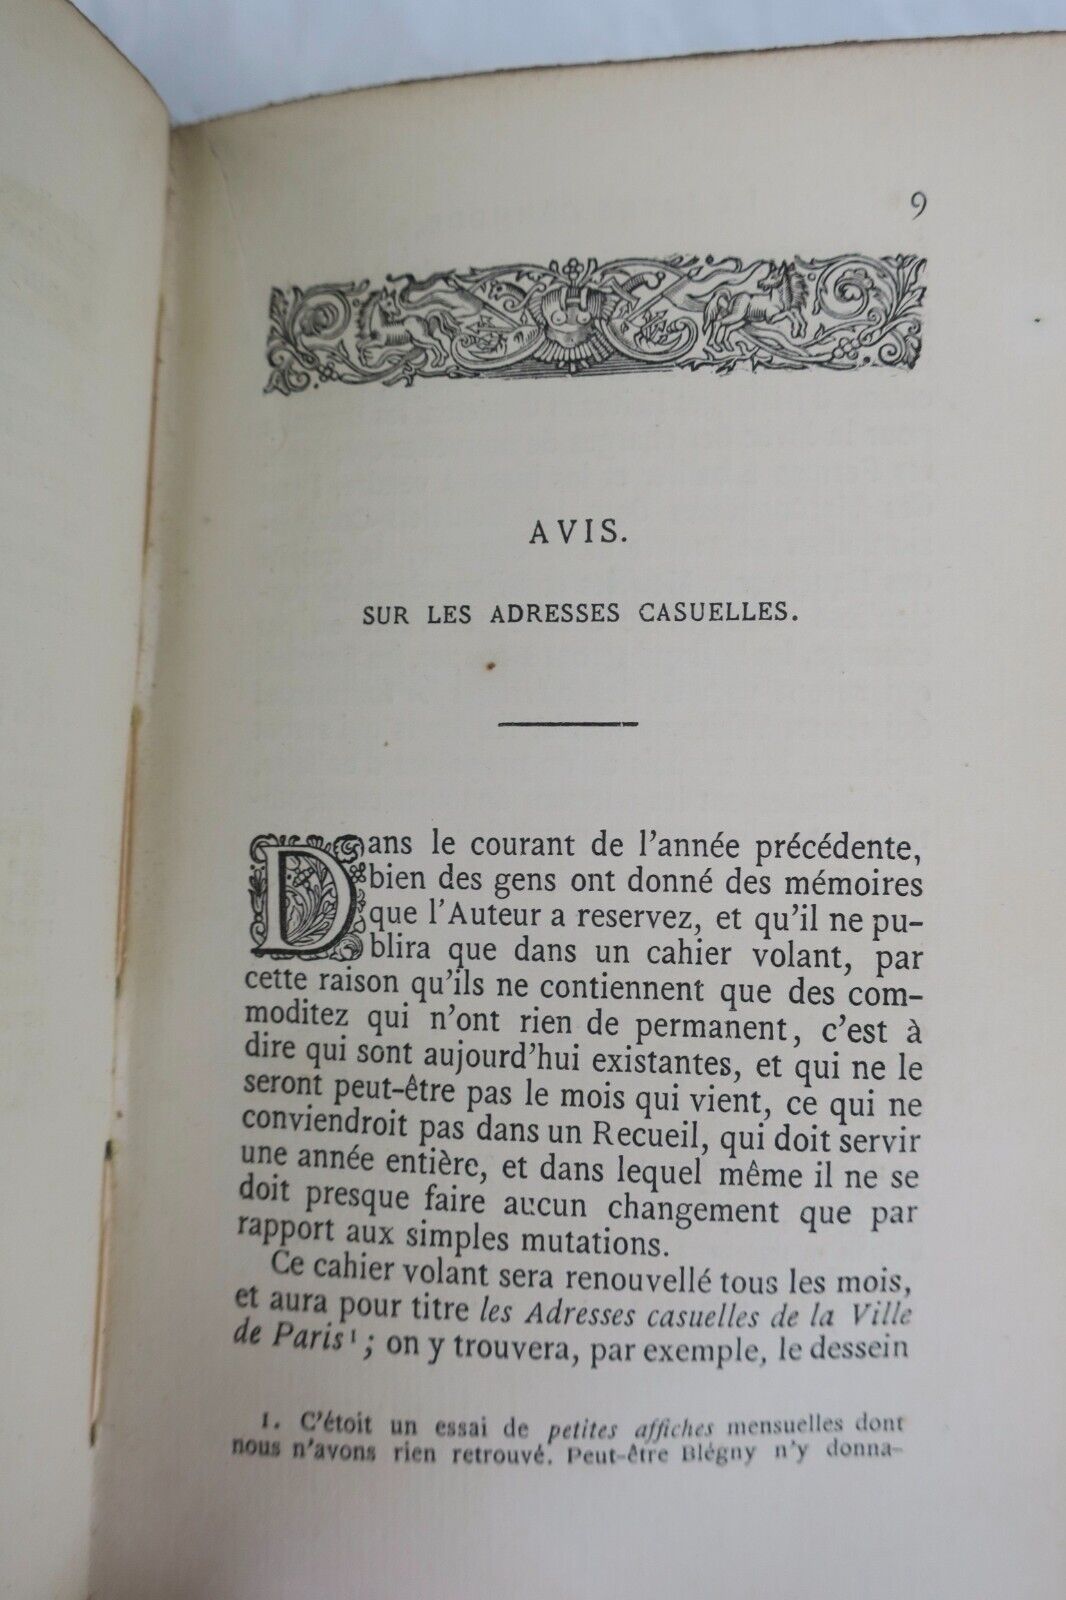 9
AVIS.
SUR LES ADRESSES CASUELLES.
Dans le courant de l'année précédente,
bien des gens ont donné des mémoires
que l'Auteur a reservez, et qu'il ne pu-
blira que dans un cahier volant, par
cette raison qu'ils ne contiennent que des com-
moditez qui n'ont rien de permanent, c'est à
dire qui sont aujourd'hui existantes, et qui ne le
seront peut-être pas le mois qui vient, ce qui ne
conviendroit pas dans un Recueil, qui doit servir
une année entière, et dans lequel même il ne se
doit presque faire aucun changement que par
rapport aux simples mutations.
Ce cahier volant sera renouvellé tous les mois,
et aura pour titre les Adresses casuelles de la Ville
de Paris¹; on y trouvera, par exemple, le dessein
1. C'étoit un essai de petites affiches mensuelles dont
nous n'avons rien retrouvé. Peut-être Blégny n'y donna-